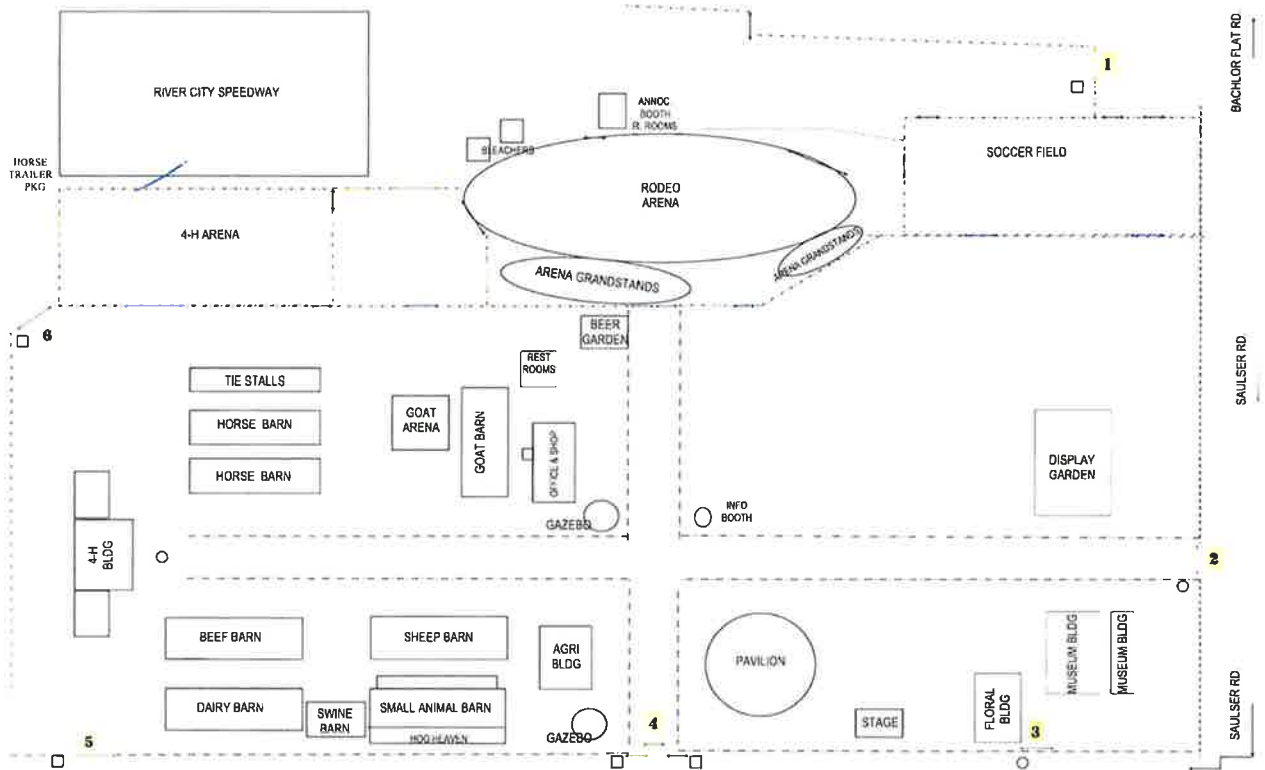 BACHLOR FLAT RD
1
RIVER CITY SPEEDWAY
ANNOC
BOOTH
R. ROOMS
BLEACHERS
SOCCER FIELD
HORSE
TRAILER
PKG
RODEO
ARENA
4-H ARENA
ARENA GRANDSTANDS
ARENA GRANDSTANDS
6
BEER
GARDEN
REST
ROOMS
SAULSER RD
TIE STALLS
GOAT
ARENA
GOAT BARN
HORSE BARN
OFFICE & SHOP
HORSE BARN
DISPLAY
GARDEN
INFO
BOOTH
GAZEBO
4-H
BLDG
2
BEEF BARN
SHEEP BARN
AGRI
BLDG
PAVILION
MUSEUM BLDG
MUSEUM BLDG
DAIRY BARN
SWINE
BARN
SMALL ANIMAL BARN
HOG HEAVEN
GAZEBO
STAGE
FLORAL
BLDG
SAULSER RD
5
4
3